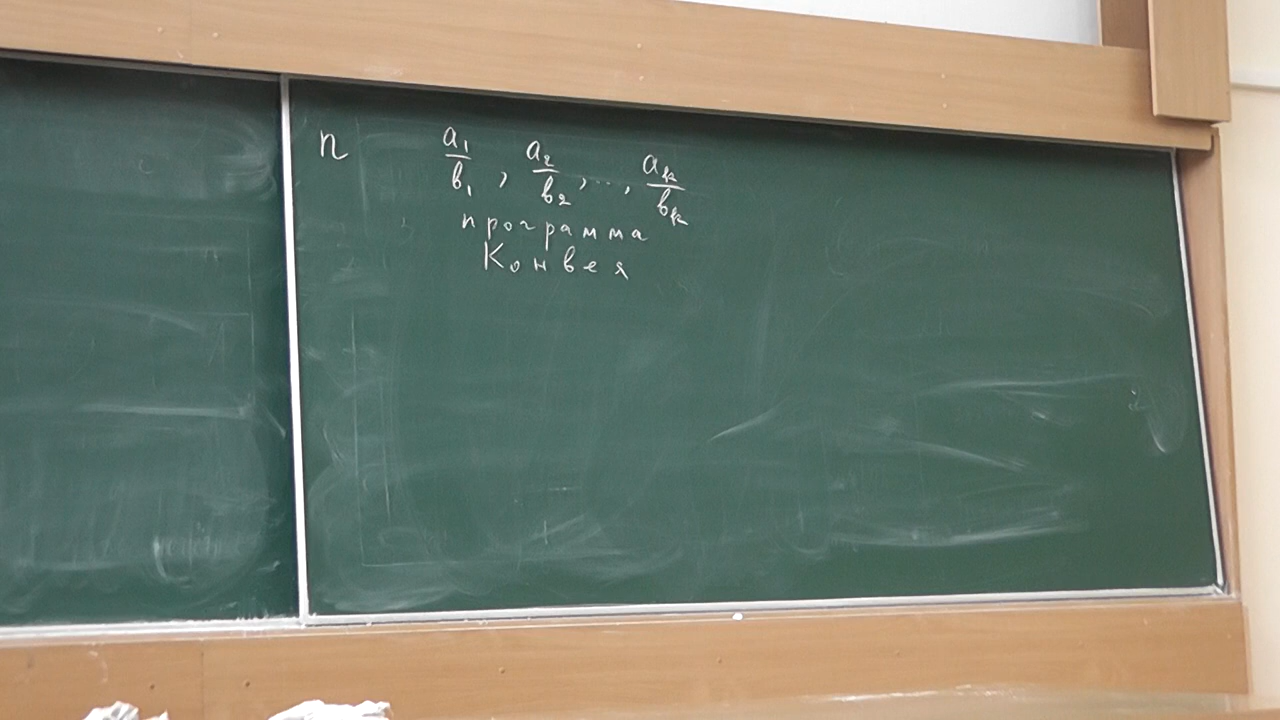 n a₁/b₁, a₂/b₂, ..., aₖ/bₖ
программа
Конвея